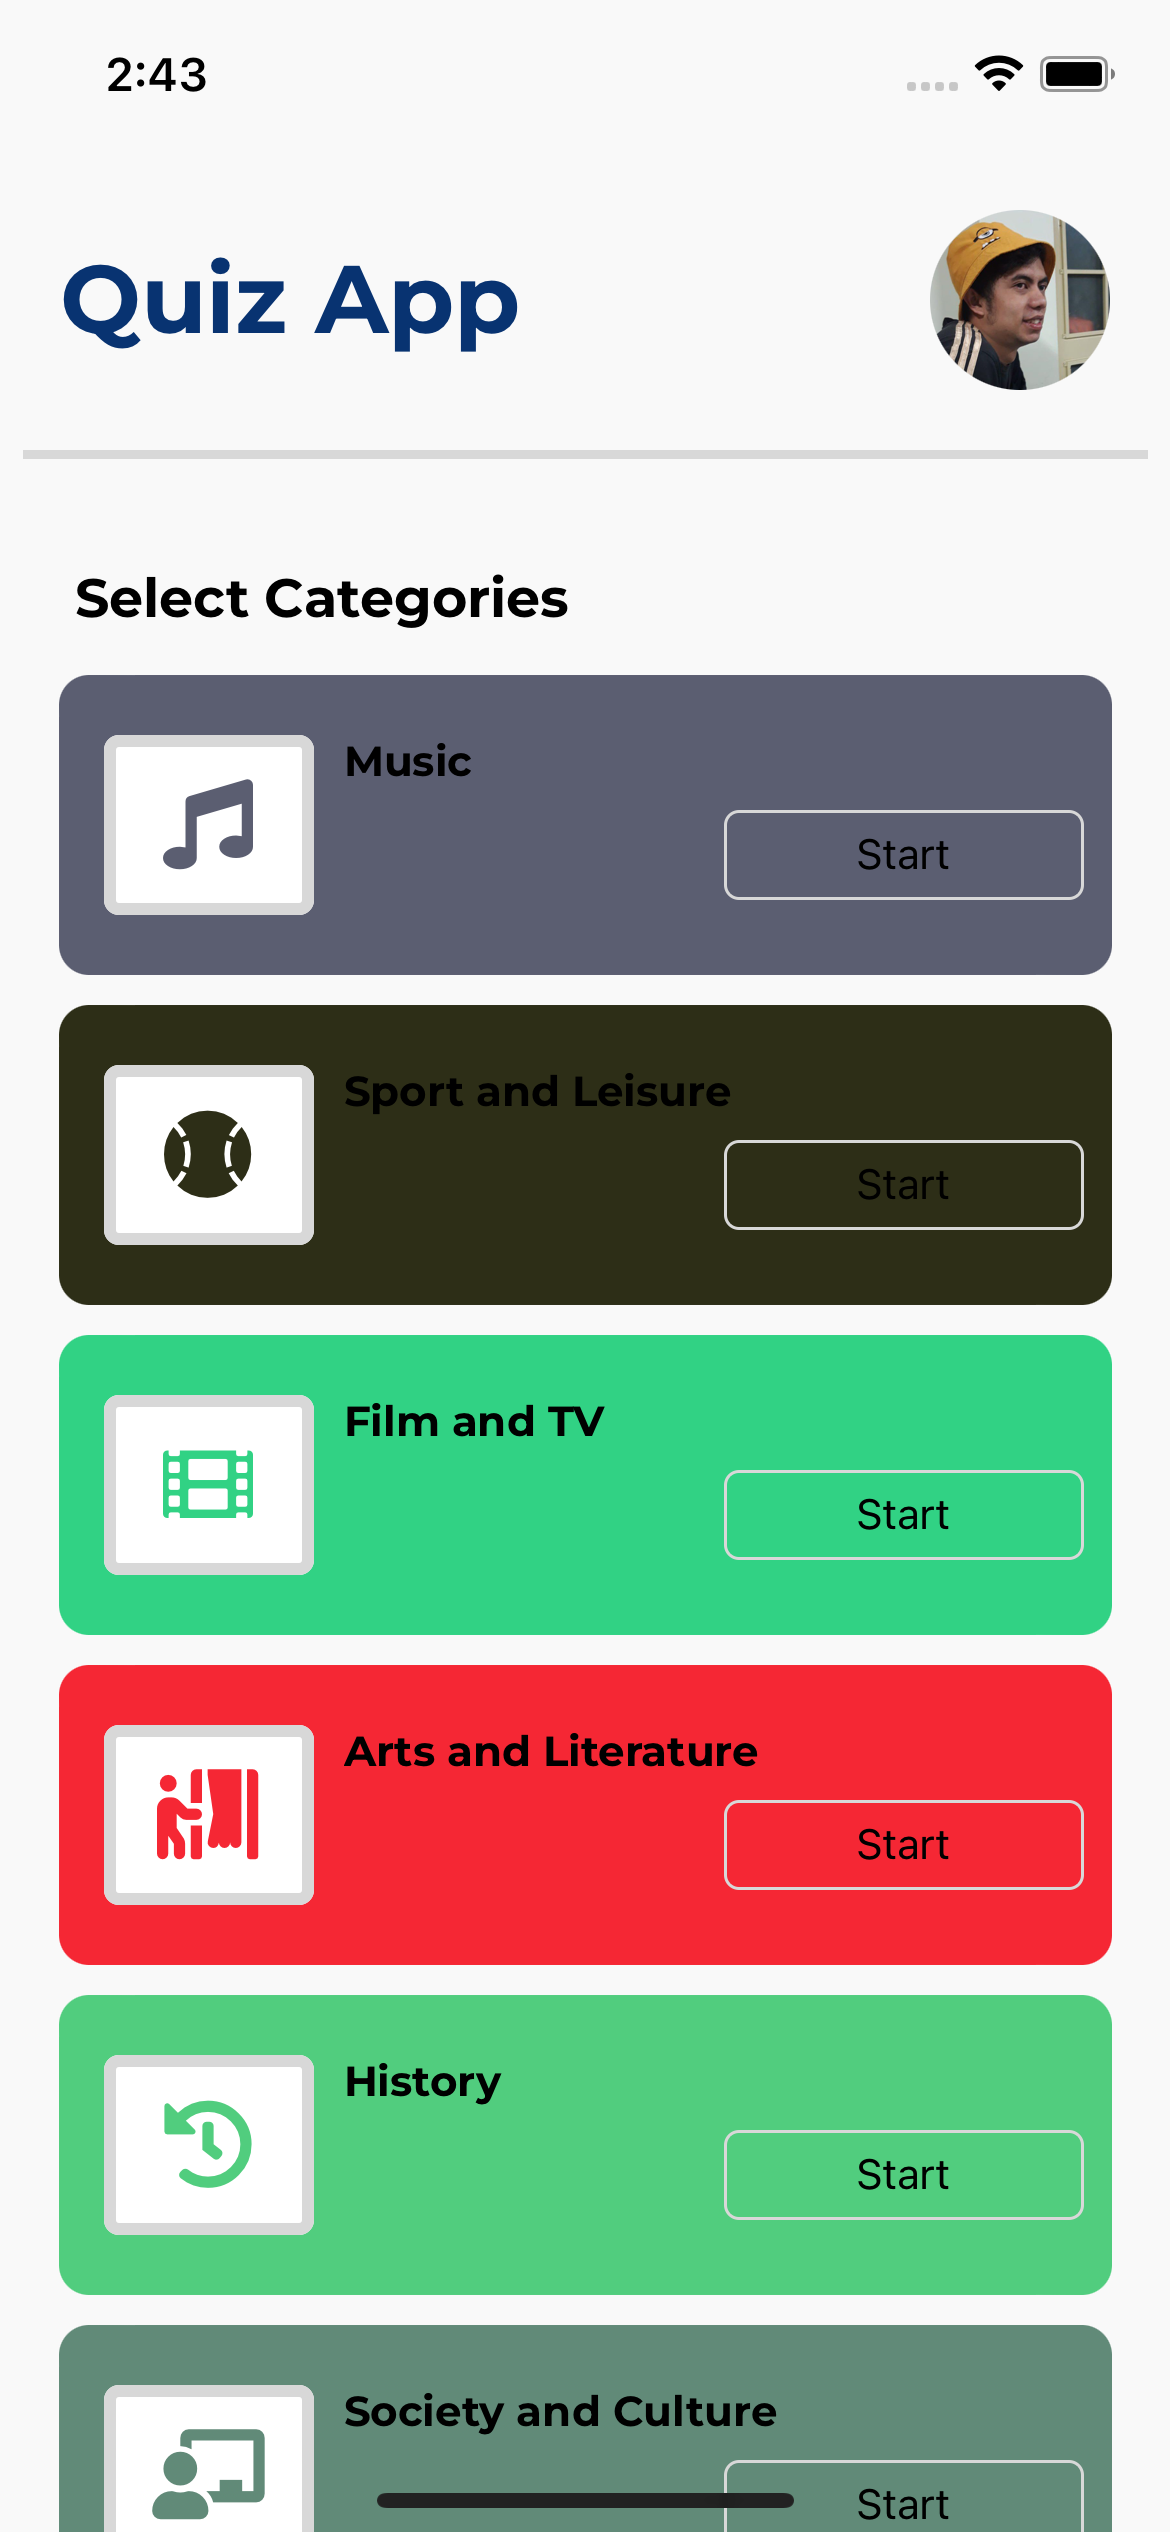 2:43
Quiz App
Select Categories
Music
Start
Sport and Leisure
Start
Film and TV
Start
Arts and Literature
Start
History
Start
Society and Culture
Start